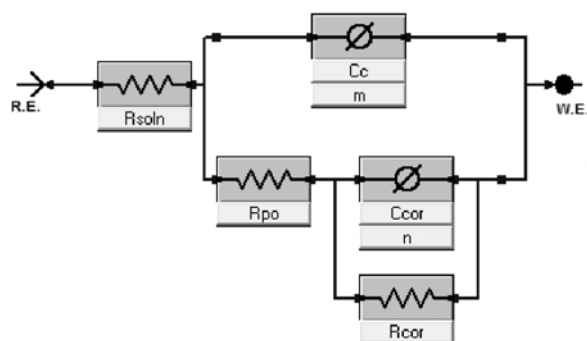 Cc
m
R.E.
Rsoln
W.E.
Rpo
Ccor
n
Rcor